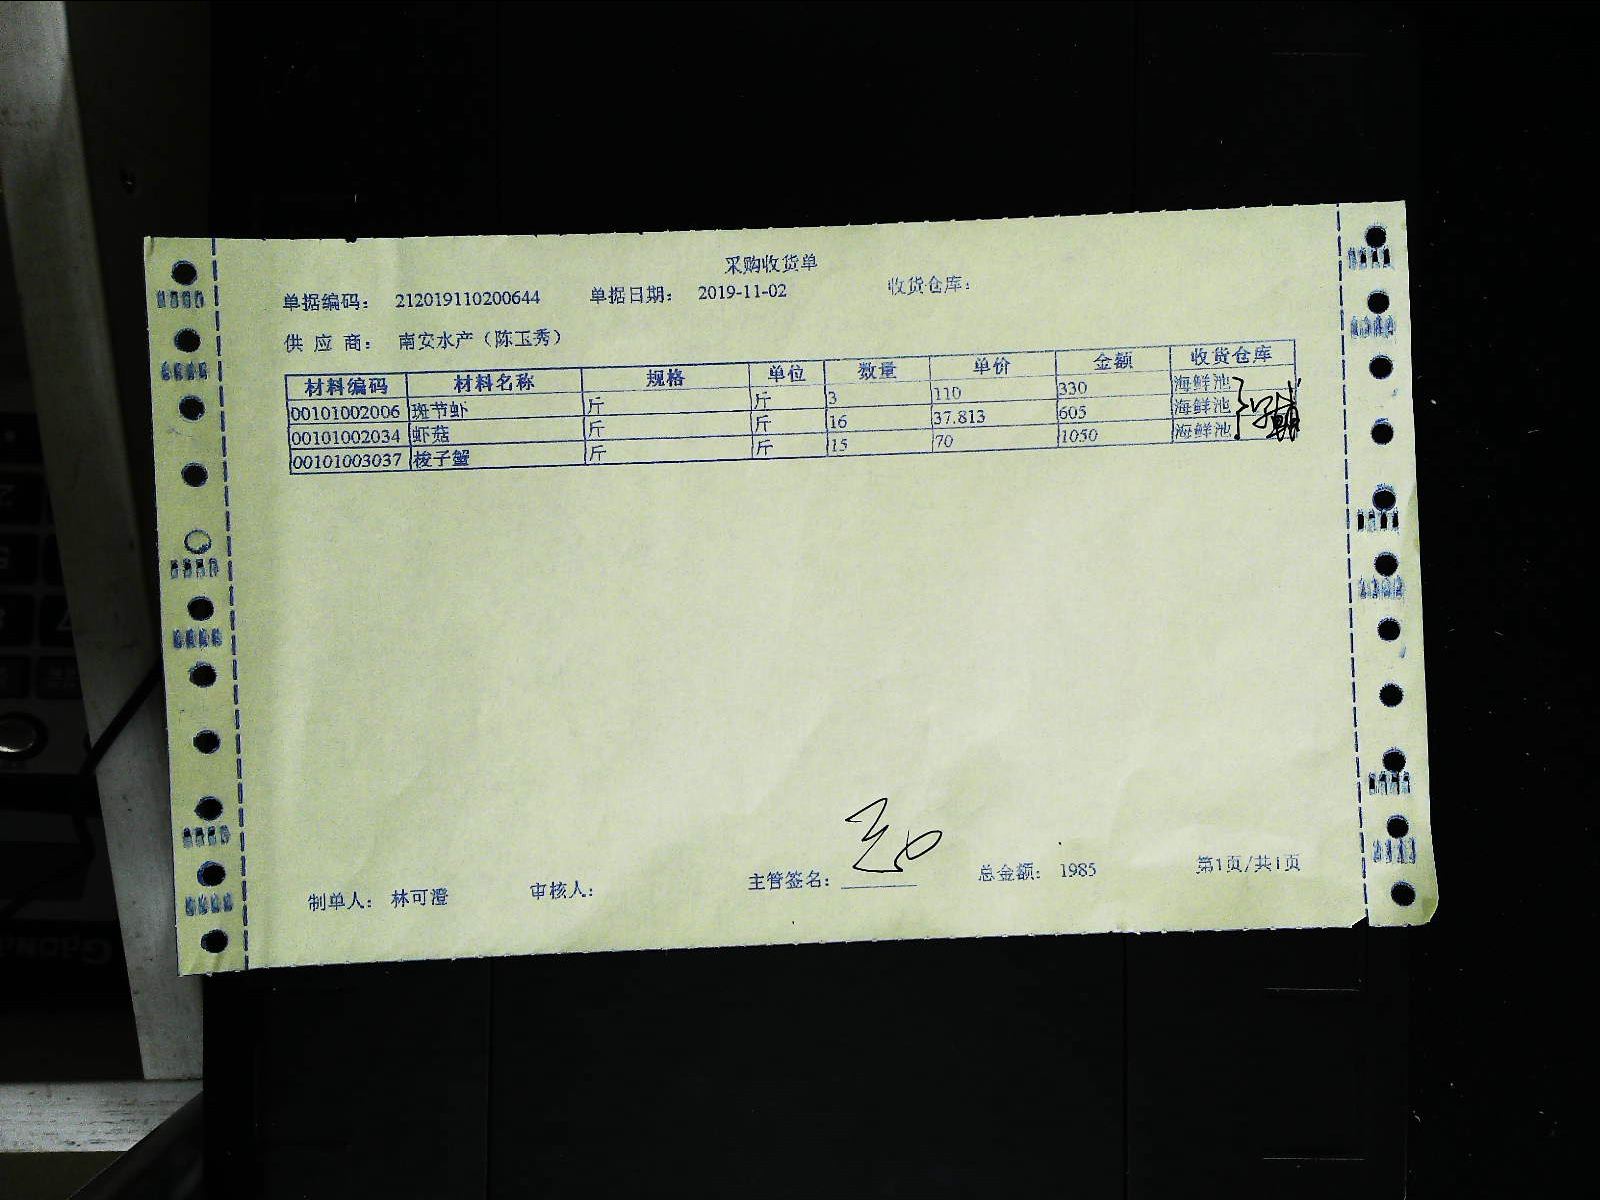 采购收货单
单据编码： 212019110200644 单据日期： 2019-11-02 收货仓库：
供 应 商： 南安水产（陈玉秀）
材料编码 材料名称 规格 单位 数量 单价 金额 收货仓库
00101002006 斑节虾 斤 斤 3 110 330 海鲜池
00101002034 虾菇 斤 斤 16 37.813 605 海鲜池
00101003037 梭子蟹 斤 斤 15 70 1050 海鲜池
制单人： 林可澄 审核人： 主管签名： 总金额： 1985 第1页/共1页